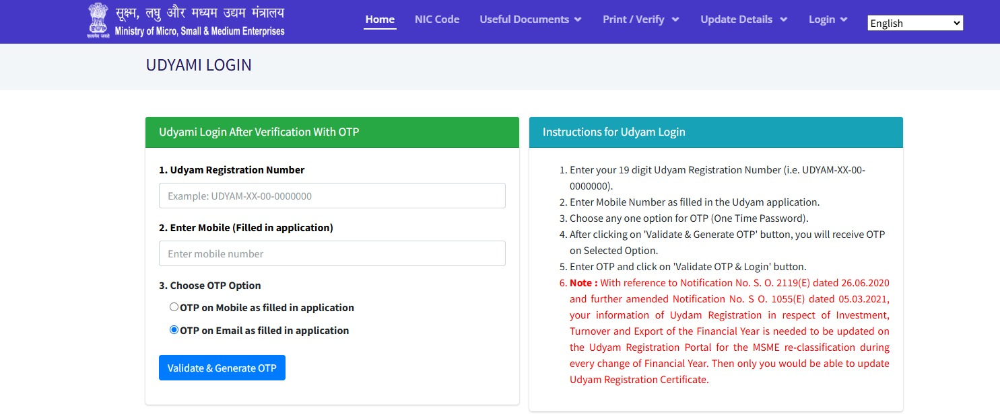 सूक्ष्म, लघु और मध्यम उद्यम मंत्रालय
Ministry of Micro, Small & Medium Enterprises
सत्यमेव जयते
Home NIC Code Useful Documents Print / Verify Update Details Login English
UDYAMI LOGIN
Udyami Login After Verification With OTP
1. Udyam Registration Number
Example: UDYAM-XX-00-0000000
2. Enter Mobile (Filled in application)
Enter mobile number
3. Choose OTP Option
OTP on Mobile as filled in application
OTP on Email as filled in application
Validate & Generate OTP
Instructions for Udyam Login
1. Enter your 19 digit Udyam Registration Number (i.e. UDYAM-XX-00-
0000000).
2. Enter Mobile Number as filled in the Udyam application.
3. Choose any one option for OTP (One Time Password).
4. After clicking on 'Validate & Generate OTP' button, you will receive OTP
on Selected Option.
5. Enter OTP and click on 'Validate OTP & Login' button.
6. Note : With reference to Notification No. S. O. 2119(E) dated 26.06.2020
and further amended Notification No. S O. 1055(E) dated 05.03.2021,
your information of Uydam Registration in respect of Investment,
Turnover and Export of the Financial Year is needed to be updated on
the Udyam Registration Portal for the MSME re-classification during
every change of Financial Year. Then only you would be able to update
Udyam Registration Certificate.